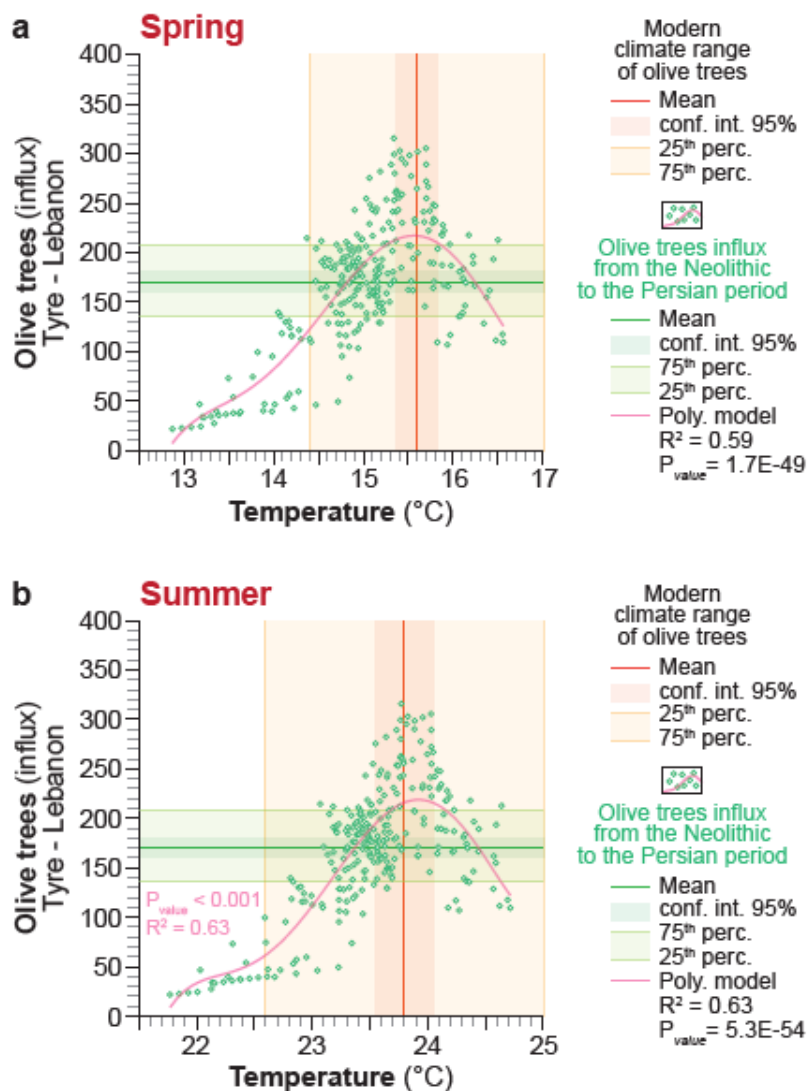 a Spring
400
350
300
250
200
150
100
50
0
Olive trees (influx)
Tyre - Lebanon
13 14 15 16 17
Temperature (°C)
Modern
climate range
of olive trees
Mean
conf. int. 95%
25th perc.
75th perc.
Olive trees influx
from the Neolithic
to the Persian period
Mean
conf. int. 95%
75th perc.
25th perc.
Poly. model
R² = 0.59
Pvalue= 1.7E-49
b Summer
400
350
300
250
200
150
100
50
0
Olive trees (influx)
Tyre - Lebanon
Pvalue < 0.001
R² = 0.63
22 23 24 25
Temperature (°C)
Modern
climate range
of olive trees
Mean
conf. int. 95%
25th perc.
75th perc.
Olive trees influx
from the Neolithic
to the Persian period
Mean
conf. int. 95%
75th perc.
25th perc.
Poly. model
R² = 0.63
Pvalue= 5.3E-54